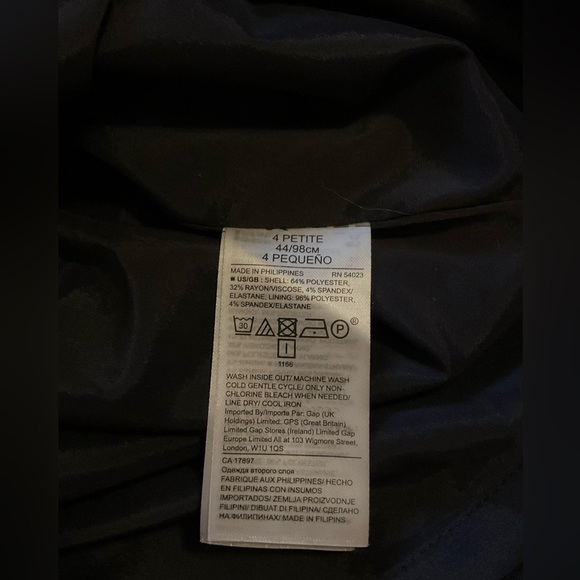 4 PETITE
44/98CM
4 PEQUEÑO
MADE IN PHILIPPINES RN 54023
■ US/GB : SHELL: 64% POLYESTER,
32% RAYON/VISCOSE, 4% SPANDEX/
ELASTANE; LINING: 96% POLYESTER,
4% SPANDEX/ELASTANE
30 P ®
I
1166
WASH INSIDE OUT/ MACHINE WASH
COLD GENTLE CYCLE/ ONLY NON-
CHLORINE BLEACH WHEN NEEDED/
LINE DRY/ COOL IRON
Imported By/Importe Par: Gap (UK
Holdings) Limited; GPS (Great Britain)
Limited Gap Stores (Ireland) Limited Gap
Europe Limited All at 103 Wigmore Street,
London, W1U 1QS
CA 17897
Одежда второго слоя
FABRIQUE AUX PHILIPPINES/ HECHO
EN FILIPINAS CON INSUMOS
IMPORTADOS/ ZEMLJA PROIZVODNJE
FILIPINI/ DIBUAT DI FILIPINA/ СДЕЛАНО
НА ФИЛИППИНАХ/ MADE IN FILIPINS